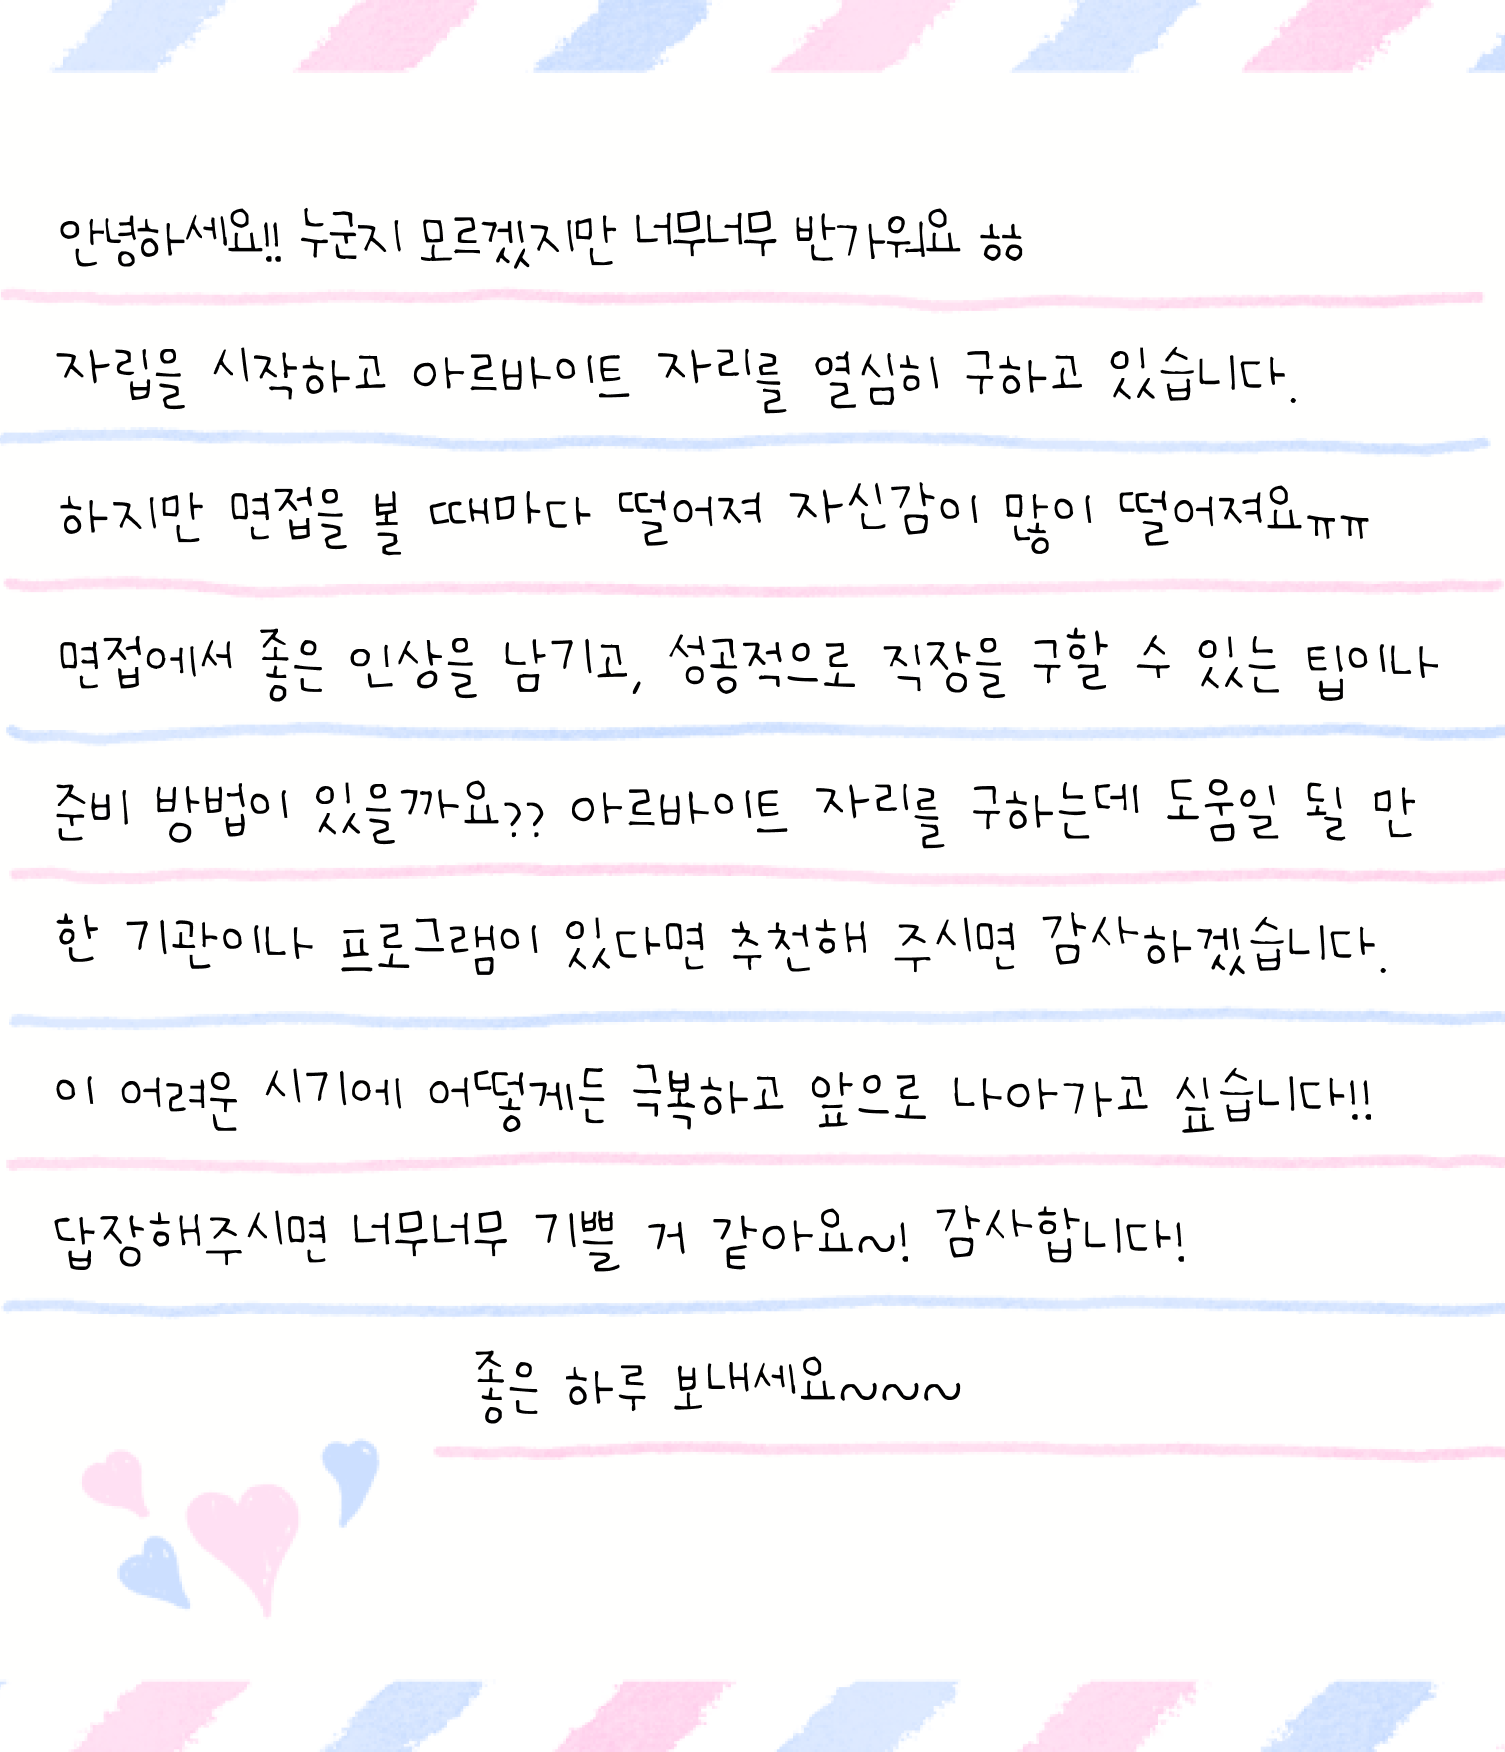 안녕하세요!! 누군지 모르겠지만 너무너무 반가워요 ㅎㅎ
자립을 시작하고 아르바이트 자리를 열심히 구하고 있습니다.
하지만 면접을 볼 때마다 떨어져 자신감이 많이 떨어져요ㅠㅠ
면접에서 좋은 인상을 남기고, 성공적으로 직장을 구할 수 있는 팁이나
준비 방법이 있을까요?? 아르바이트 자리를 구하는데 도움일 될 만
한 기관이나 프로그램이 있다면 추천해 주시면 감사하겠습니다.
이 어려운 시기에 어떻게든 극복하고 앞으로 나아가고 싶습니다!!
답장해주시면 너무너무 기쁠 거 같아요~! 감사합니다!
좋은 하루 보내세요~~~